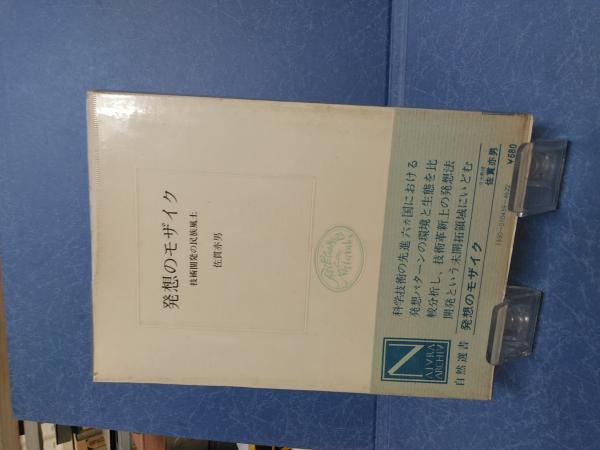 発想のモザイク
技術開発の民族風土
佐貫亦男
科学技術の先進六カ国における
発想パターンの環境と生態を比
較分析し、技術革新上の発想法
開発という未開拓領域にいどむ
N
NATVRA
ARCHIV
自然選書
発想のモザイク
佐貫亦男
¥680